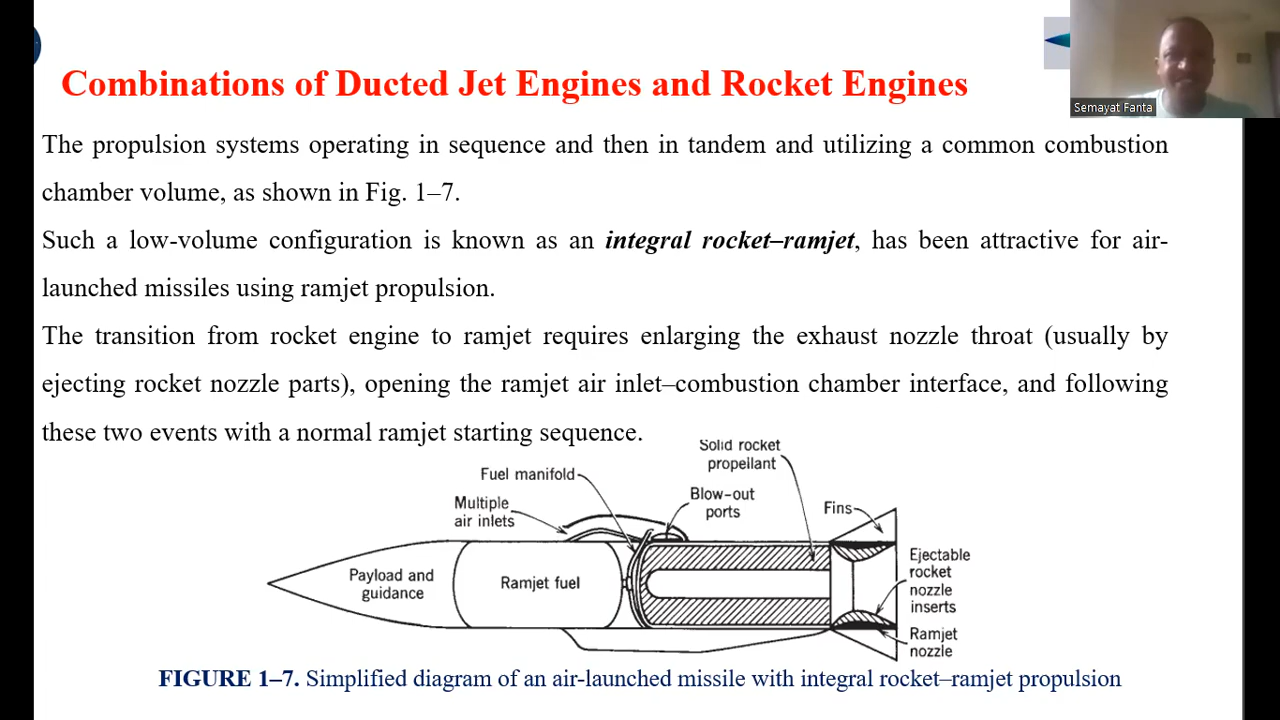 Combinations of Ducted Jet Engines and Rocket Engines
Semayat Fanta
The propulsion systems operating in sequence and then in tandem and utilizing a common combustion
chamber volume, as shown in Fig. 1–7.
Such a low-volume configuration is known as an integral rocket–ramjet, has been attractive for air-
launched missiles using ramjet propulsion.
The transition from rocket engine to ramjet requires enlarging the exhaust nozzle throat (usually by
ejecting rocket nozzle parts), opening the ramjet air inlet–combustion chamber interface, and following
these two events with a normal ramjet starting sequence.
Solid rocket
propellant
Fuel manifold
Blow-out
ports
Multiple
air inlets
Fins
Payload and
guidance
Ramjet fuel
Ejectable
rocket
nozzle
inserts
Ramjet
nozzle
FIGURE 1–7. Simplified diagram of an air-launched missile with integral rocket–ramjet propulsion